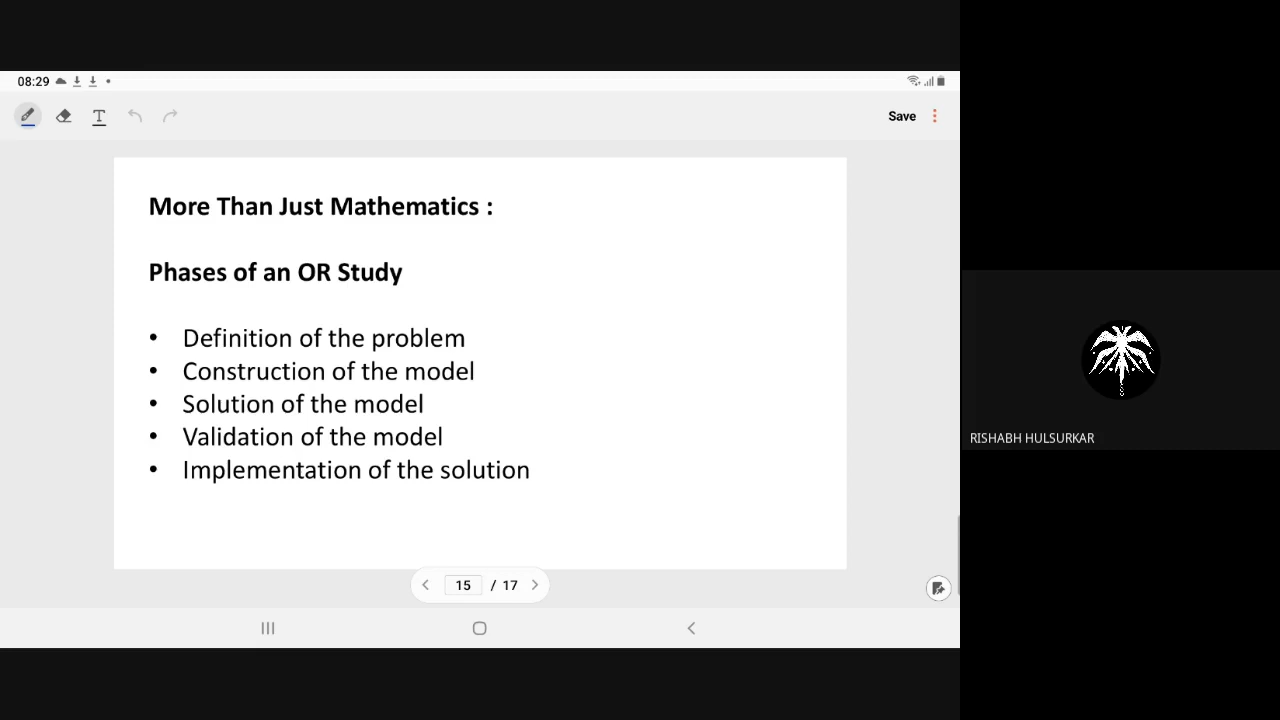 08:29
Save
More Than Just Mathematics :
Phases of an OR Study
• Definition of the problem
• Construction of the model
• Solution of the model
• Validation of the model
• Implementation of the solution
15 / 17
RISHABH HULSURKAR